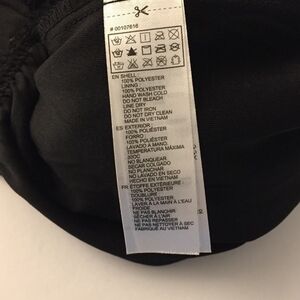 # 00107616
EN SHELL :
100% POLYESTER
LINING
100% POLYESTER
HAND WASH COLD
DO NOT BLEACH
LINE DRY
DO NOT IRON
DO NOT DRY CLEAN
MADE IN VIETNAM
ES EXTERIOR :
100% POLIÉSTER
FORRO
100% POLIÉSTER
LAVADO A MANO.
TEMPERATURA MÁXIMA
30OC
NO BLANQUEAR
SECAR COLGADO
NO PLANCHAR
NO LAVADO EN SECO
HECHO EN VIETNAM
FR ÉTOFFE EXTÉRIEURE :
100% POLYESTER
DOUBLURE
100% POLYESTER
LAVER À LA MAIN À L'EAU
FROIDE
NE PAS BLANCHIR
SÉCHER À L'AIR
NE PAS REPASSER
NE PAS NETTOYER À SEC
FABRIQUÉ AU VIETNAM